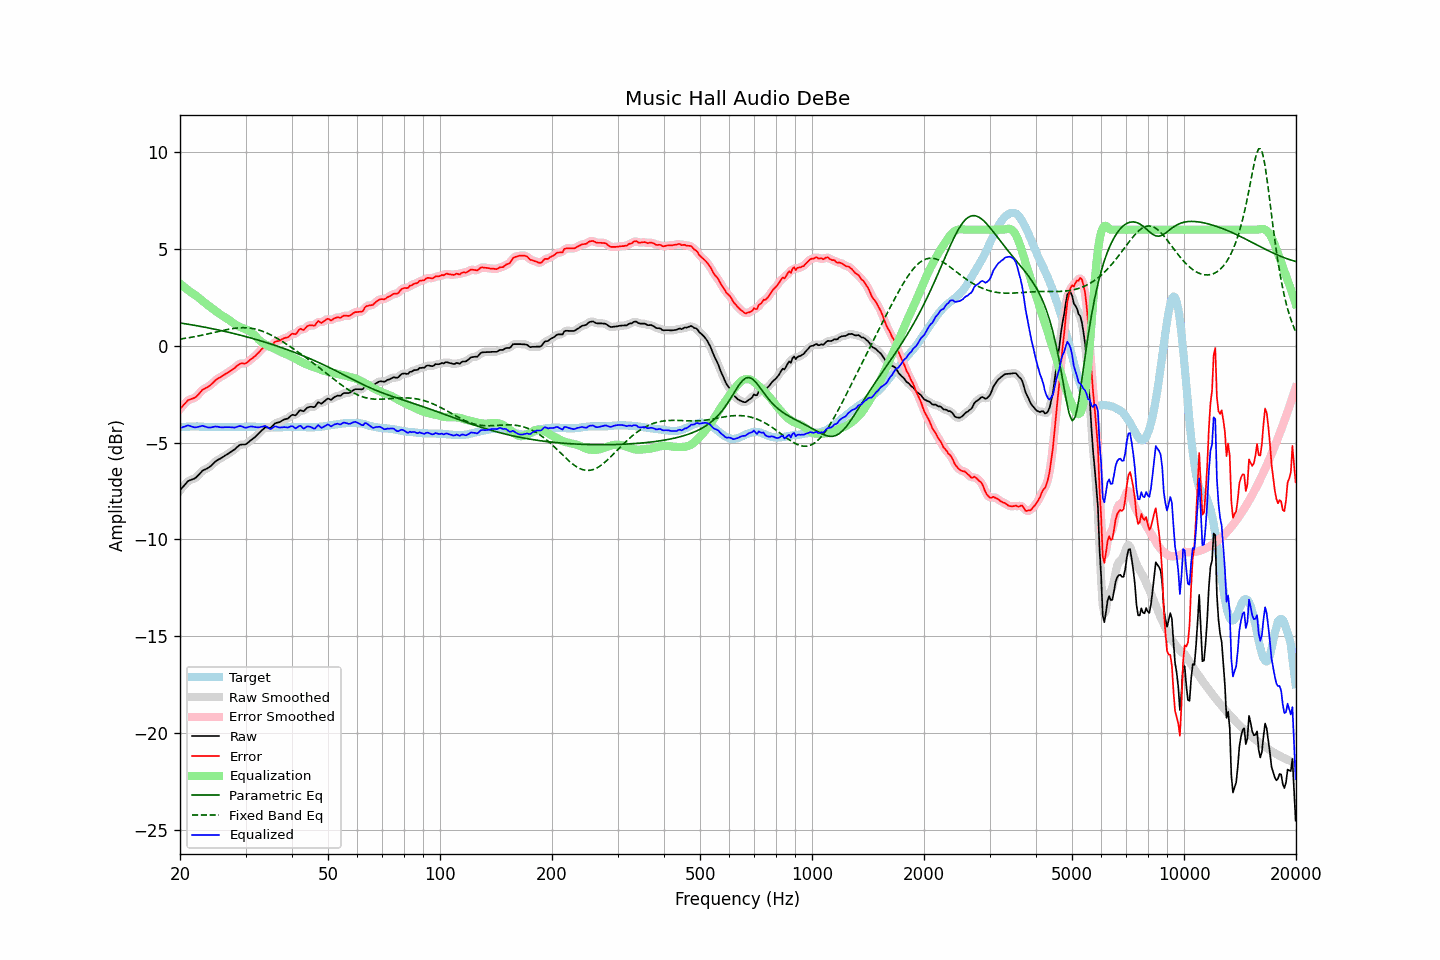 Music Hall Audio DeBe
Amplitude (dBr)
10
5
0
−5
−10
−15
−20
−25
Target
Raw Smoothed
Error Smoothed
Raw
Error
Equalization
Parametric Eq
Fixed Band Eq
Equalized
20 50 100 200 500 1000 2000 5000 10000 20000
Frequency (Hz)